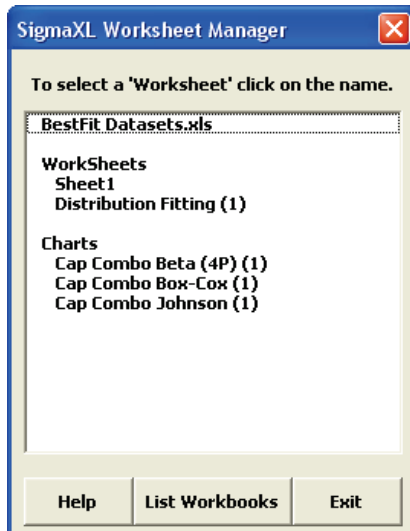 SigmaXL Worksheet Manager
To select a 'Worksheet' click on the name.
BestFit Datasets.xls
WorkSheets
Sheet1
Distribution Fitting (1)
Charts
Cap Combo Beta (4P) (1)
Cap Combo Box-Cox (1)
Cap Combo Johnson (1)
Help List Workbooks Exit